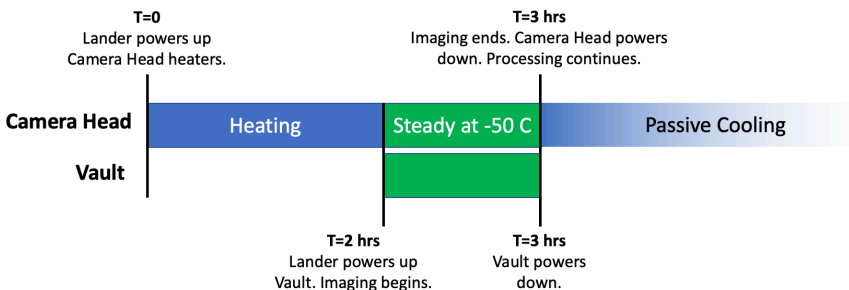 T=0
Lander powers up
Camera Head heaters.
T=3 hrs
Imaging ends. Camera Head powers
down. Processing continues.
Camera Head
Heating
Steady at -50 C
Passive Cooling
Vault
T=2 hrs
Lander powers up
Vault. Imaging begins.
T=3 hrs
Vault powers
down.